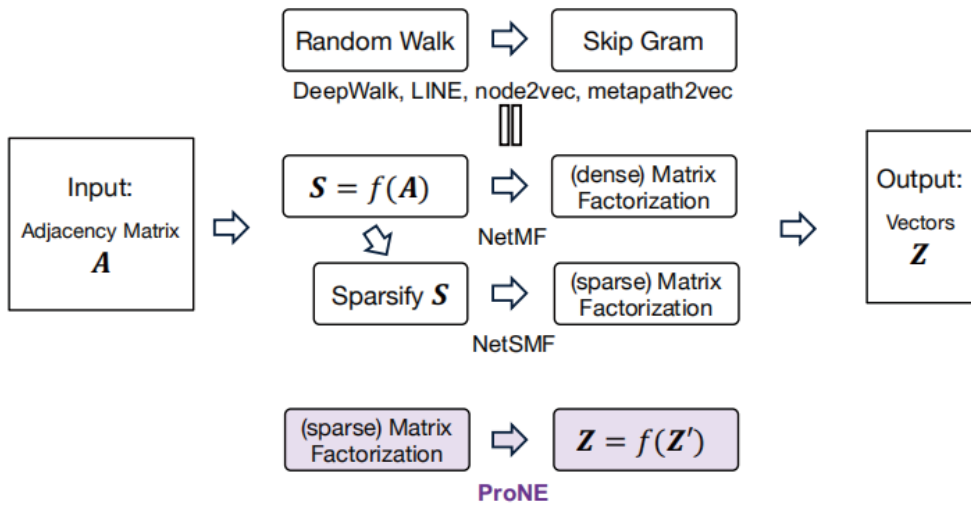 Random Walk
Skip Gram
DeepWalk, LINE, node2vec, metapath2vec
Input:
Adjacency Matrix
A
S = f(A)
(dense) Matrix
Factorization
NetMF
Sparsify S
(sparse) Matrix
Factorization
NetSMF
(sparse) Matrix
Factorization
Z = f(Z′)
ProNE
Output:
Vectors
Z